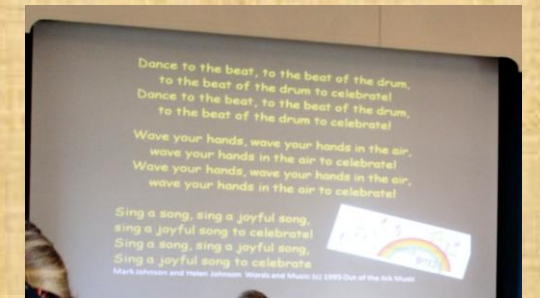 Dance to the beat, to the beat of the drum,
to the beat of the drum to celebrate!
Dance to the beat, to the beat of the drum,
to the beat of the drum to celebrate!
Wave your hands, wave your hands in the air,
wave your hands in the air to celebrate!
Wave your hands, wave your hands in the air,
wave your hands in the air to celebrate!
Sing a song, sing a joyful song,
sing a joyful song to celebrate!
Sing a song, sing a joyful song,
Sing a joyful song to celebrate
Mark Johnson and Helen Johnson Words and Music (c) 1995 Out of the Ark Music